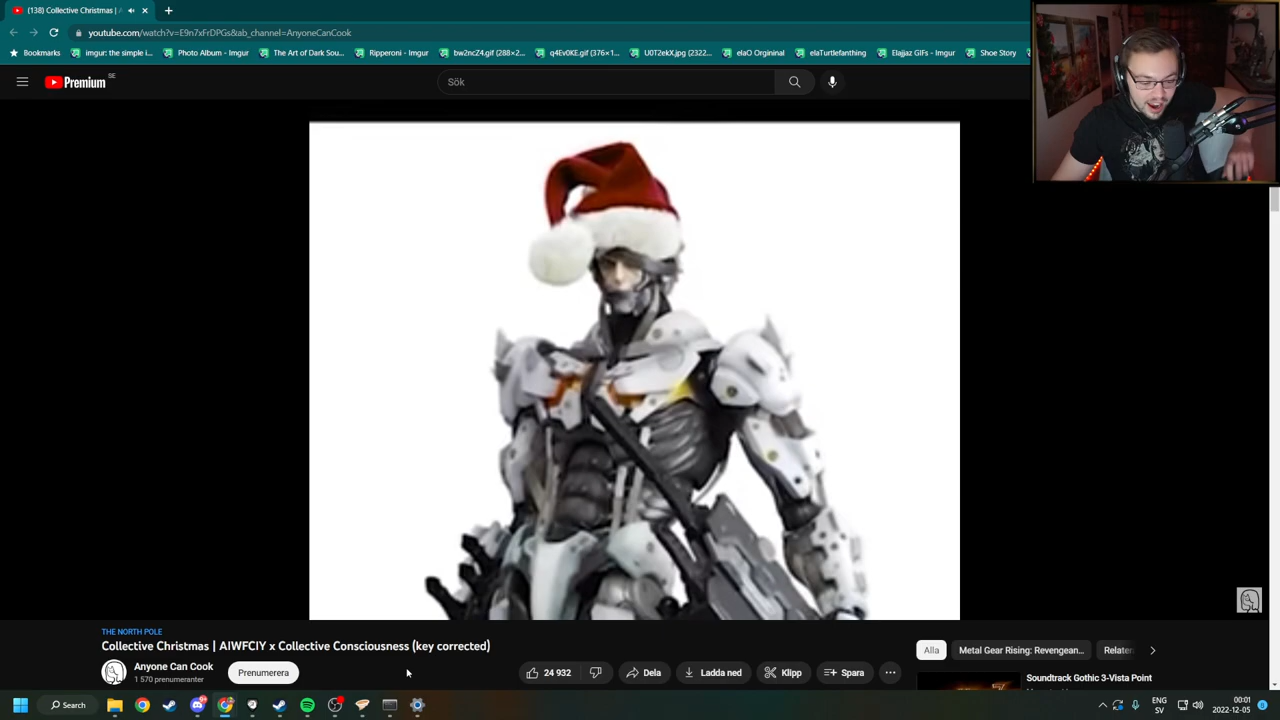 (138) Collective Christmas | A
youtube.com/watch?v=E9n7xFrDPGs&ab_channel=AnyoneCanCook
Bookmarks
imgur: the simple i...
Photo Album - Imgur
The Art of Dark Sou...
Ripperoni - Imgur
bw2ncZ4.gif (288×2...
q4Ev0KE.gif (376×1...
U0T2ekX.jpg (2322...
elaO Orgininal
elaTurtlefanthing
Elajjaz GIFs - Imgur
Shoe Story
Premium SE
Sök
THE NORTH POLE
Collective Christmas | AIWFCIY x Collective Consciousness (key corrected)
Anyone Can Cook
1 570 prenumeranter
Prenumerera
24 932
Dela
Ladda ned
Klipp
Spara
Alla
Metal Gear Rising: Revengean...
Relater
Soundtrack Gothic 3-Vista Point
Search
ENG
SV
00:01
2022-12-05